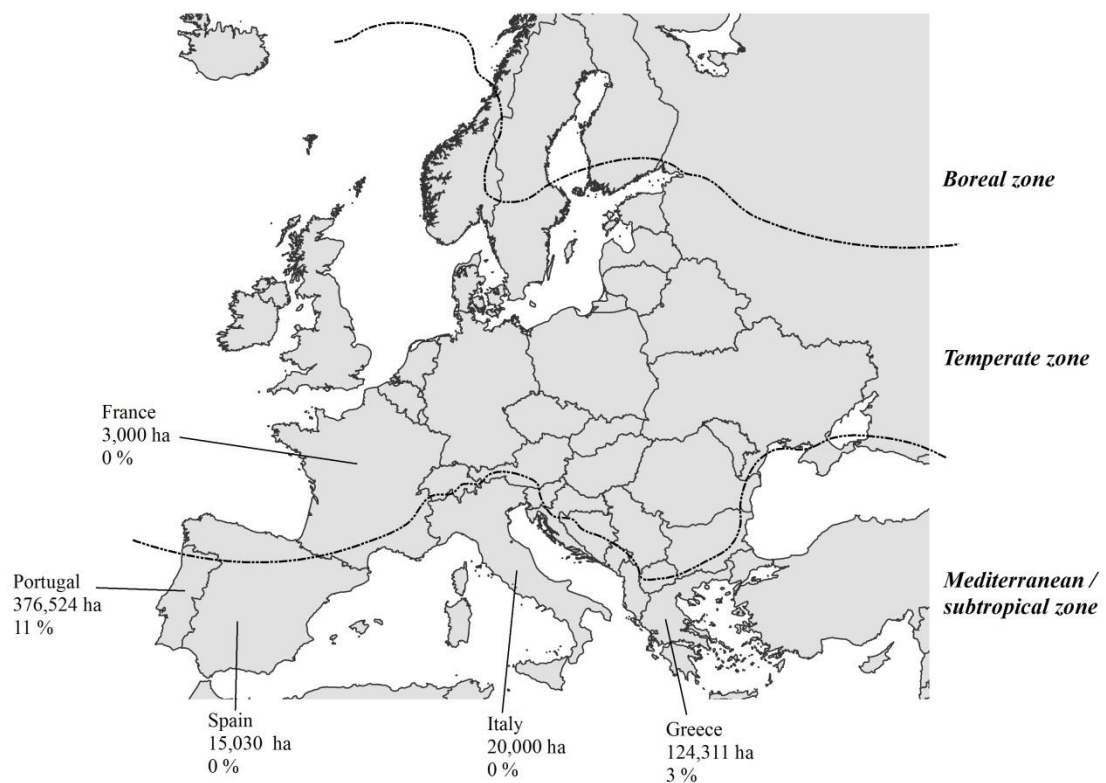 Boreal zone
Temperate zone
France
3,000 ha
0 %
Portugal
376,524 ha
11 %
Mediterranean /
subtropical zone
Spain
15,030 ha
0 %
Italy
20,000 ha
0 %
Greece
124,311 ha
3 %